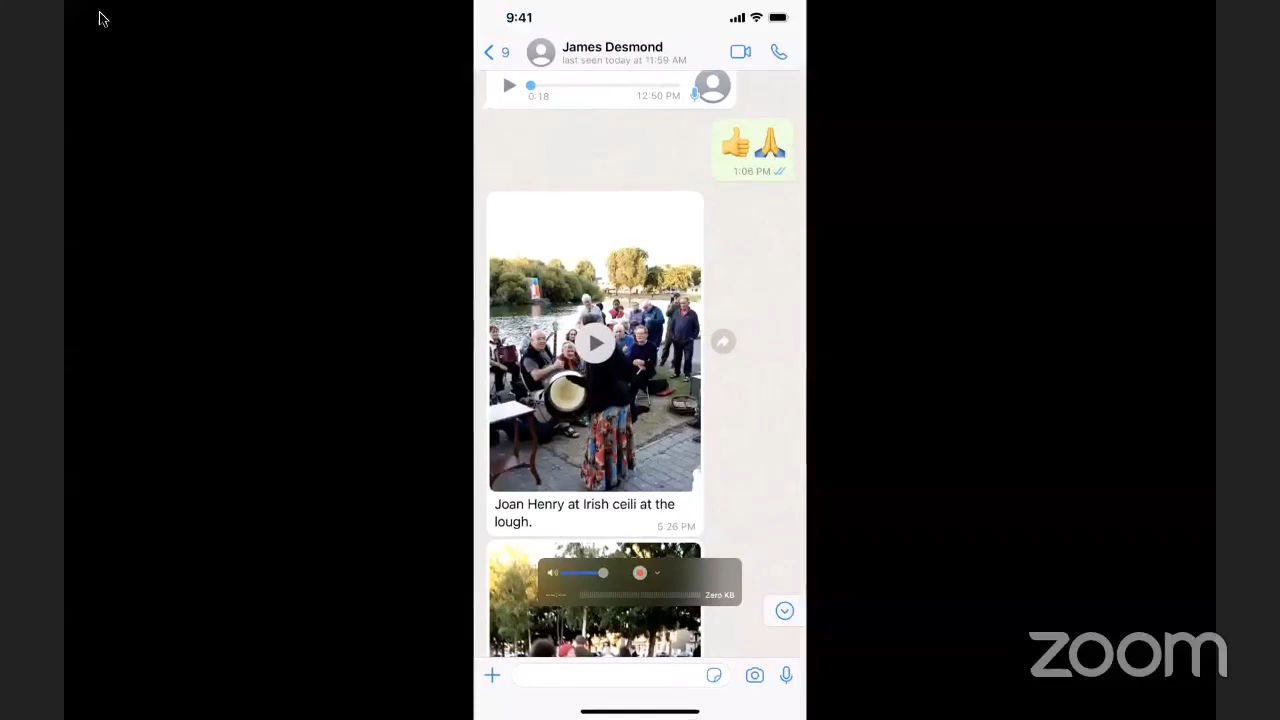 9:41
9
James Desmond
last seen today at 11:59 AM
0:18
12:50 PM
1:06 PM
Joan Henry at Irish ceili at the
lough.
5:26 PM
--:--
Zero KB
zoom